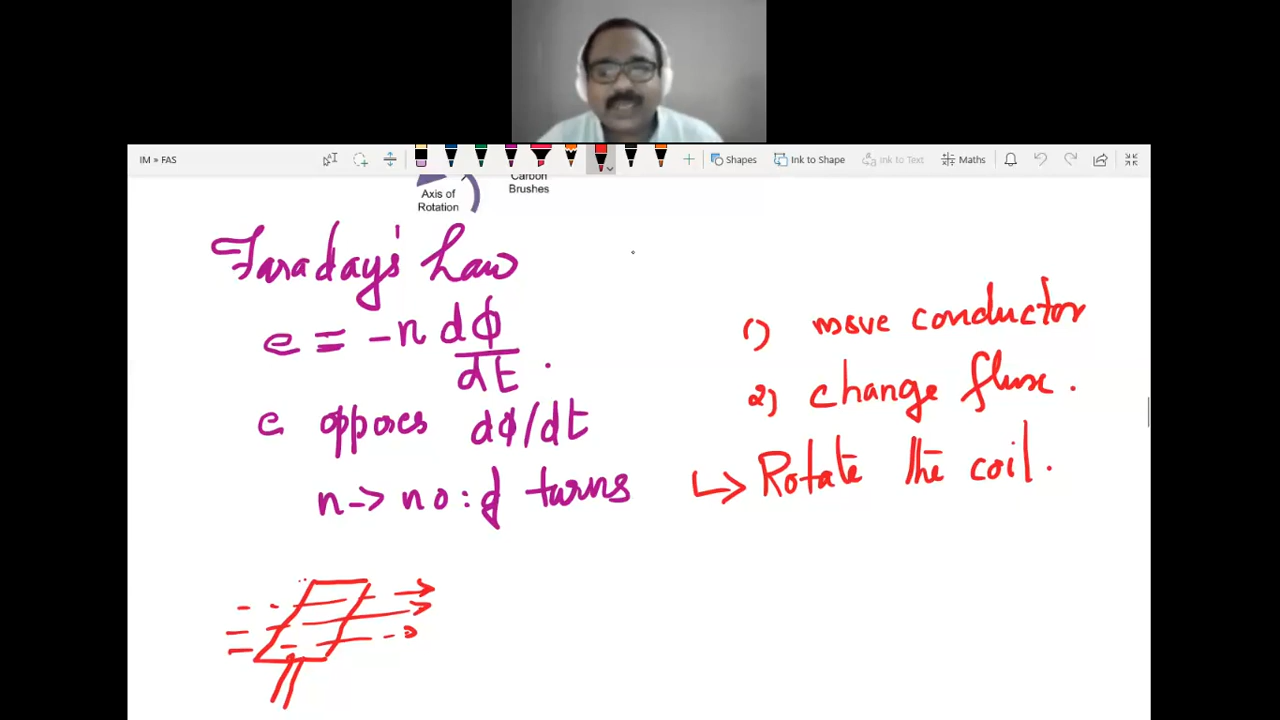 IM » FAS
Shapes
Ink to Shape
Ink to Text
Maths
Carbon
Brushes
Axis of
Rotation
Faraday's Law
e = -n dϕ/dt .
e opposes dϕ/dt
n -> no: of turns
1) move conductor
2) change flux .
↳ Rotate the coil .